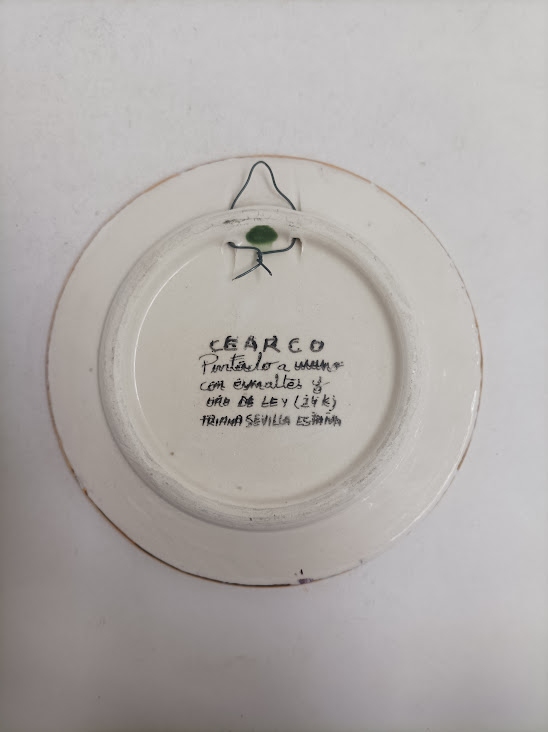 CEARCO
Pintado a mano
con esmaltes y
ORO DE LEY (24K)
TRIANA SEVILLA ESPAÑA